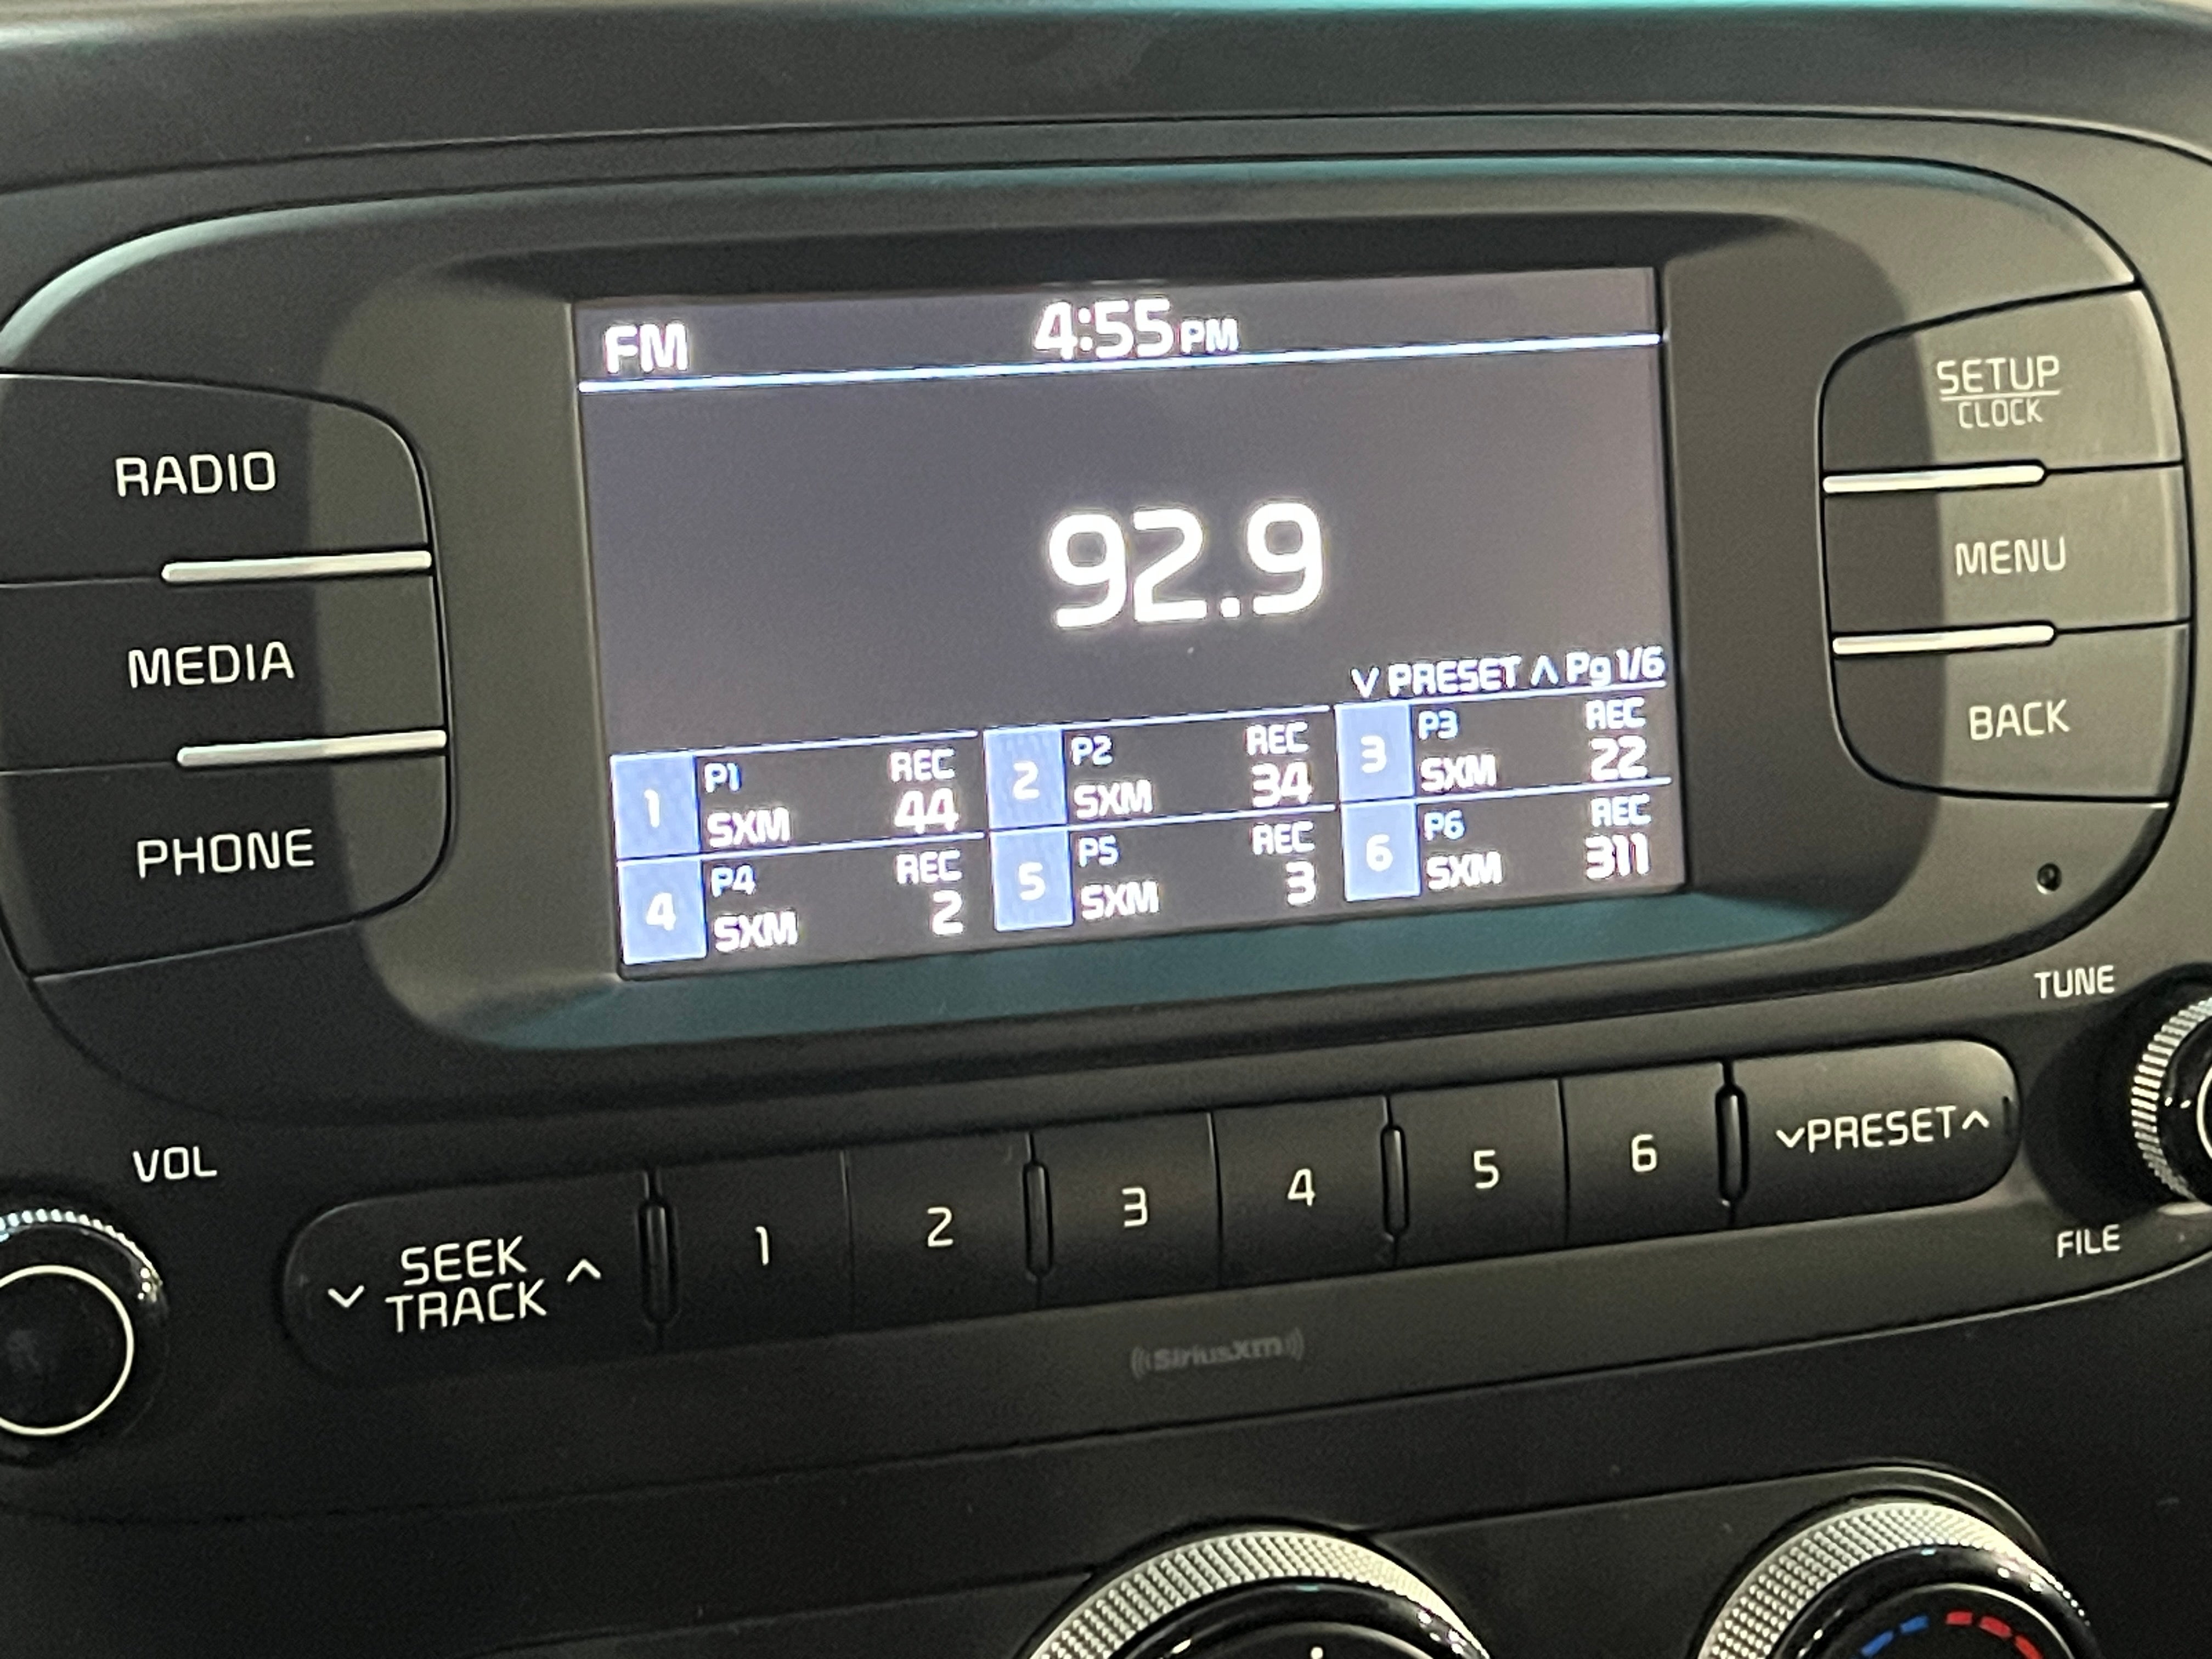 FM 4:55 PM
92.9
∨ PRESET ∧ Pg 1/6
1 P1 REC SXM 44
2 P2 REC SXM 34
3 P3 REC SXM 22
4 P4 REC SXM 2
5 P5 REC SXM 3
6 P6 REC SXM 311
RADIO
MEDIA
PHONE
SETUP
CLOCK
MENU
BACK
VOL
TUNE
FILE
∨ SEEK ∧
TRACK
1 2 3 4 5 6
∨PRESET∧
((SiriusXM))